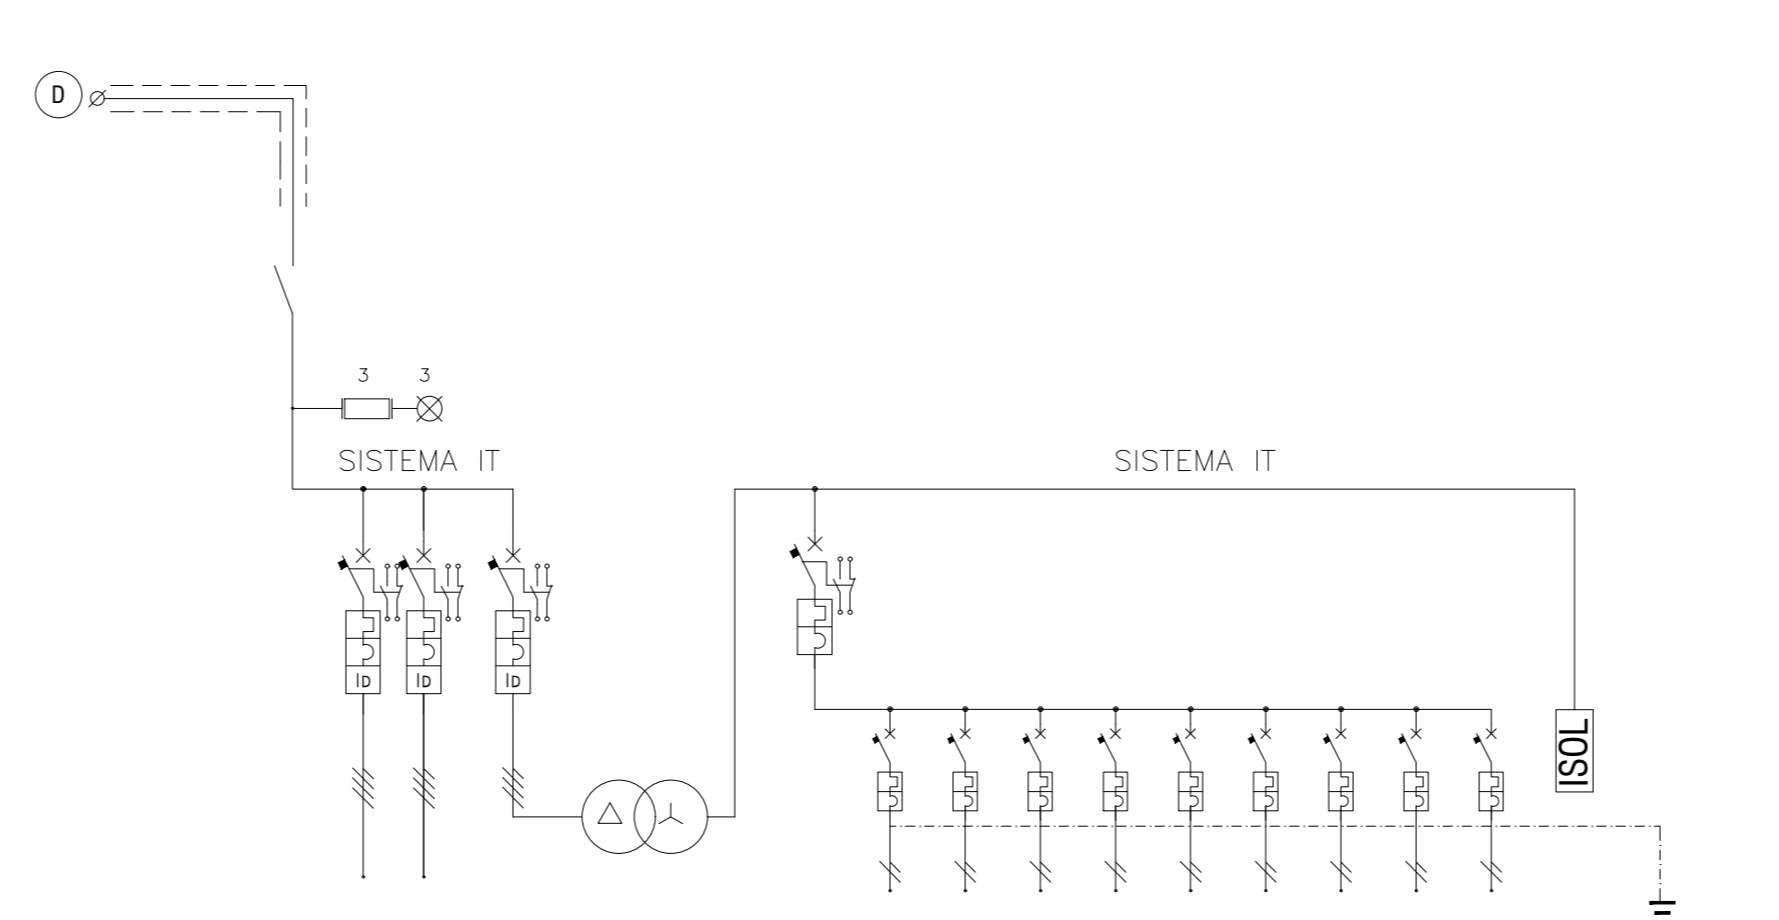 D
3 3
SISTEMA IT
SISTEMA IT
ID ID ID
ISOL